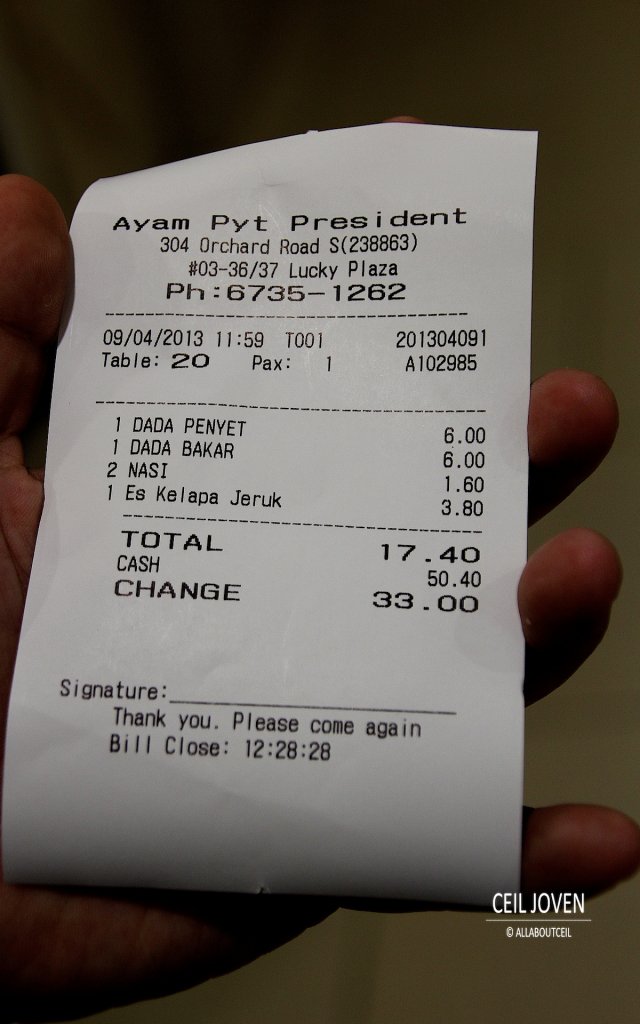 Ayam Pyt President
304 Orchard Road S(238863)
#03-36/37 Lucky Plaza
Ph:6735-1262
09/04/2013 11:59 T001 201304091
Table: 20 Pax: 1 A102985
1 DADA PENYET 6.00
1 DADA BAKAR 6.00
2 NASI 1.60
1 Es Kelapa Jeruk 3.80
TOTAL 17.40
CASH 50.40
CHANGE 33.00
Signature:
Thank you. Please come again
Bill Close: 12:28:28
CEIL JOVEN
© ALLABOUTCEIL